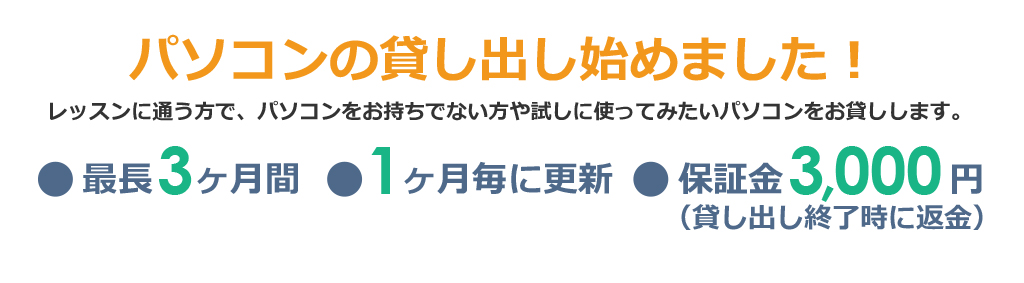 パソコンの貸し出し始めました！
レッスンに通う方で、パソコンをお持ちでない方や試しに使ってみたいパソコンをお貸しします。
● 最長3ヶ月間 ● 1ヶ月毎に更新 ● 保証金3,000円
（貸し出し終了時に返金）